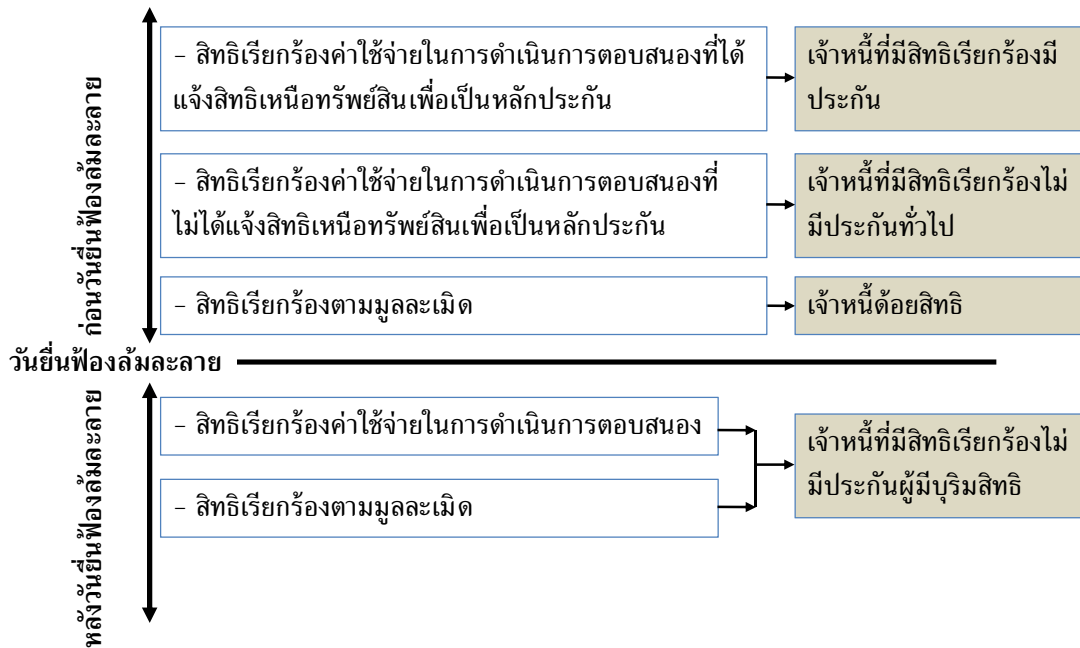 ก่อนวันยื่นฟ้องล้มละลาย
– สิทธิเรียกร้องค่าใช้จ่ายในการดำเนินการตอบสนองที่ได้
แจ้งสิทธิเหนือทรัพย์สินเพื่อเป็นหลักประกัน
เจ้าหนี้ที่มีสิทธิเรียกร้องมี
ประกัน
– สิทธิเรียกร้องค่าใช้จ่ายในการดำเนินการตอบสนองที่
ไม่ได้แจ้งสิทธิเหนือทรัพย์สินเพื่อเป็นหลักประกัน
เจ้าหนี้ที่มีสิทธิเรียกร้องไม่
มีประกันทั่วไป
– สิทธิเรียกร้องตามมูลละเมิด
เจ้าหนี้ด้อยสิทธิ
วันยื่นฟ้องล้มละลาย
หลังวันยื่นฟ้องล้มละลาย
– สิทธิเรียกร้องค่าใช้จ่ายในการดำเนินการตอบสนอง
– สิทธิเรียกร้องตามมูลละเมิด
เจ้าหนี้ที่มีสิทธิเรียกร้องไม่
มีประกันผู้มีบุริมสิทธิ